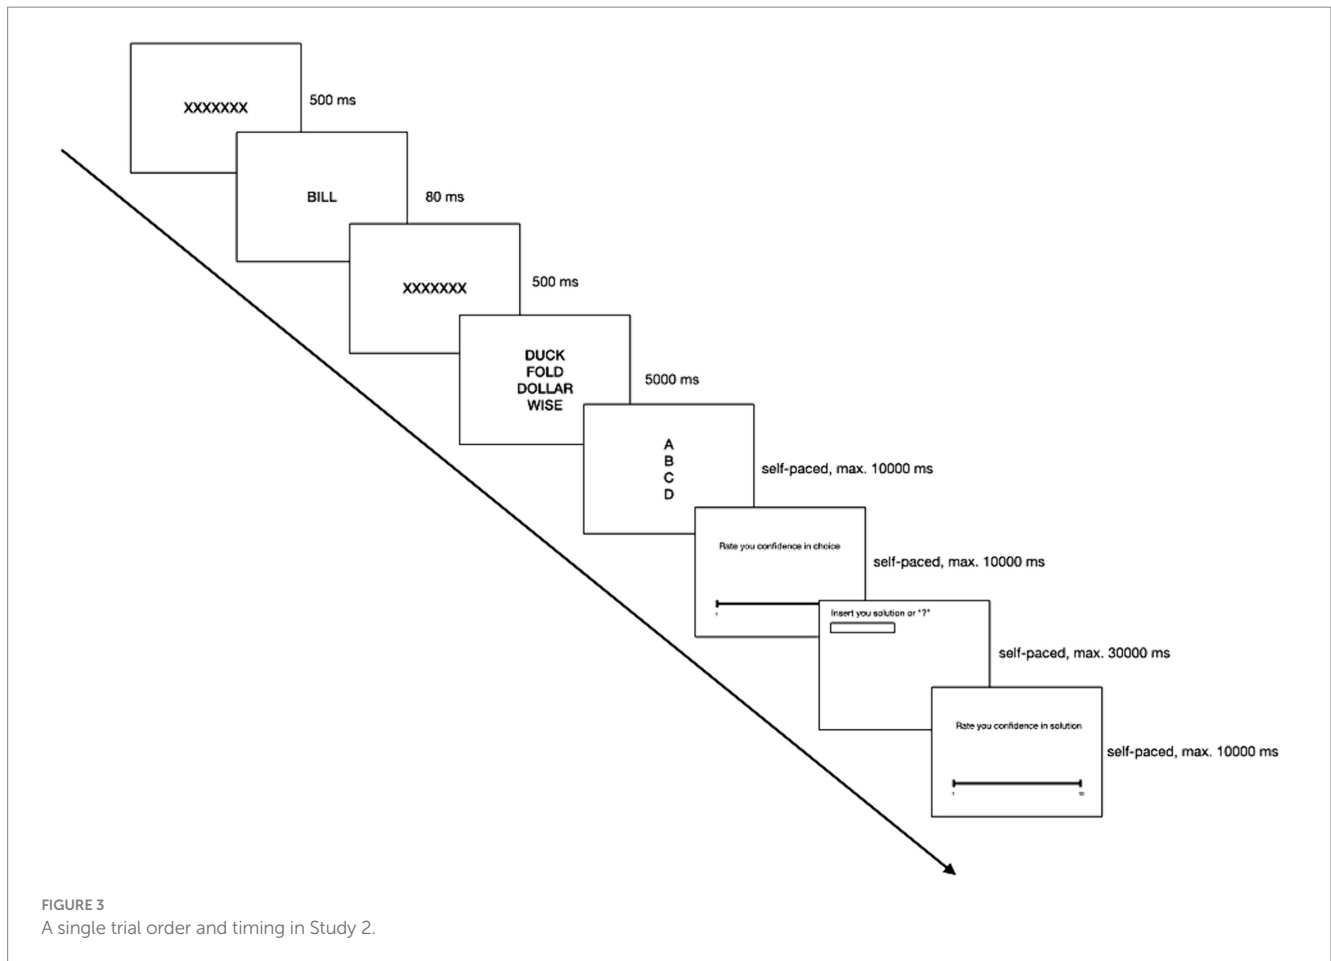 XXXXXXX
500 ms
BILL
80 ms
XXXXXXX
500 ms
DUCK
FOLD
DOLLAR
WISE
5000 ms
A
B
C
D
self-paced, max. 10000 ms
Rate you confidence in choice
1
self-paced, max. 10000 ms
Insert you solution or "?"
self-paced, max. 30000 ms
Rate you confidence in solution
1 10
self-paced, max. 10000 ms
FIGURE 3
A single trial order and timing in Study 2.